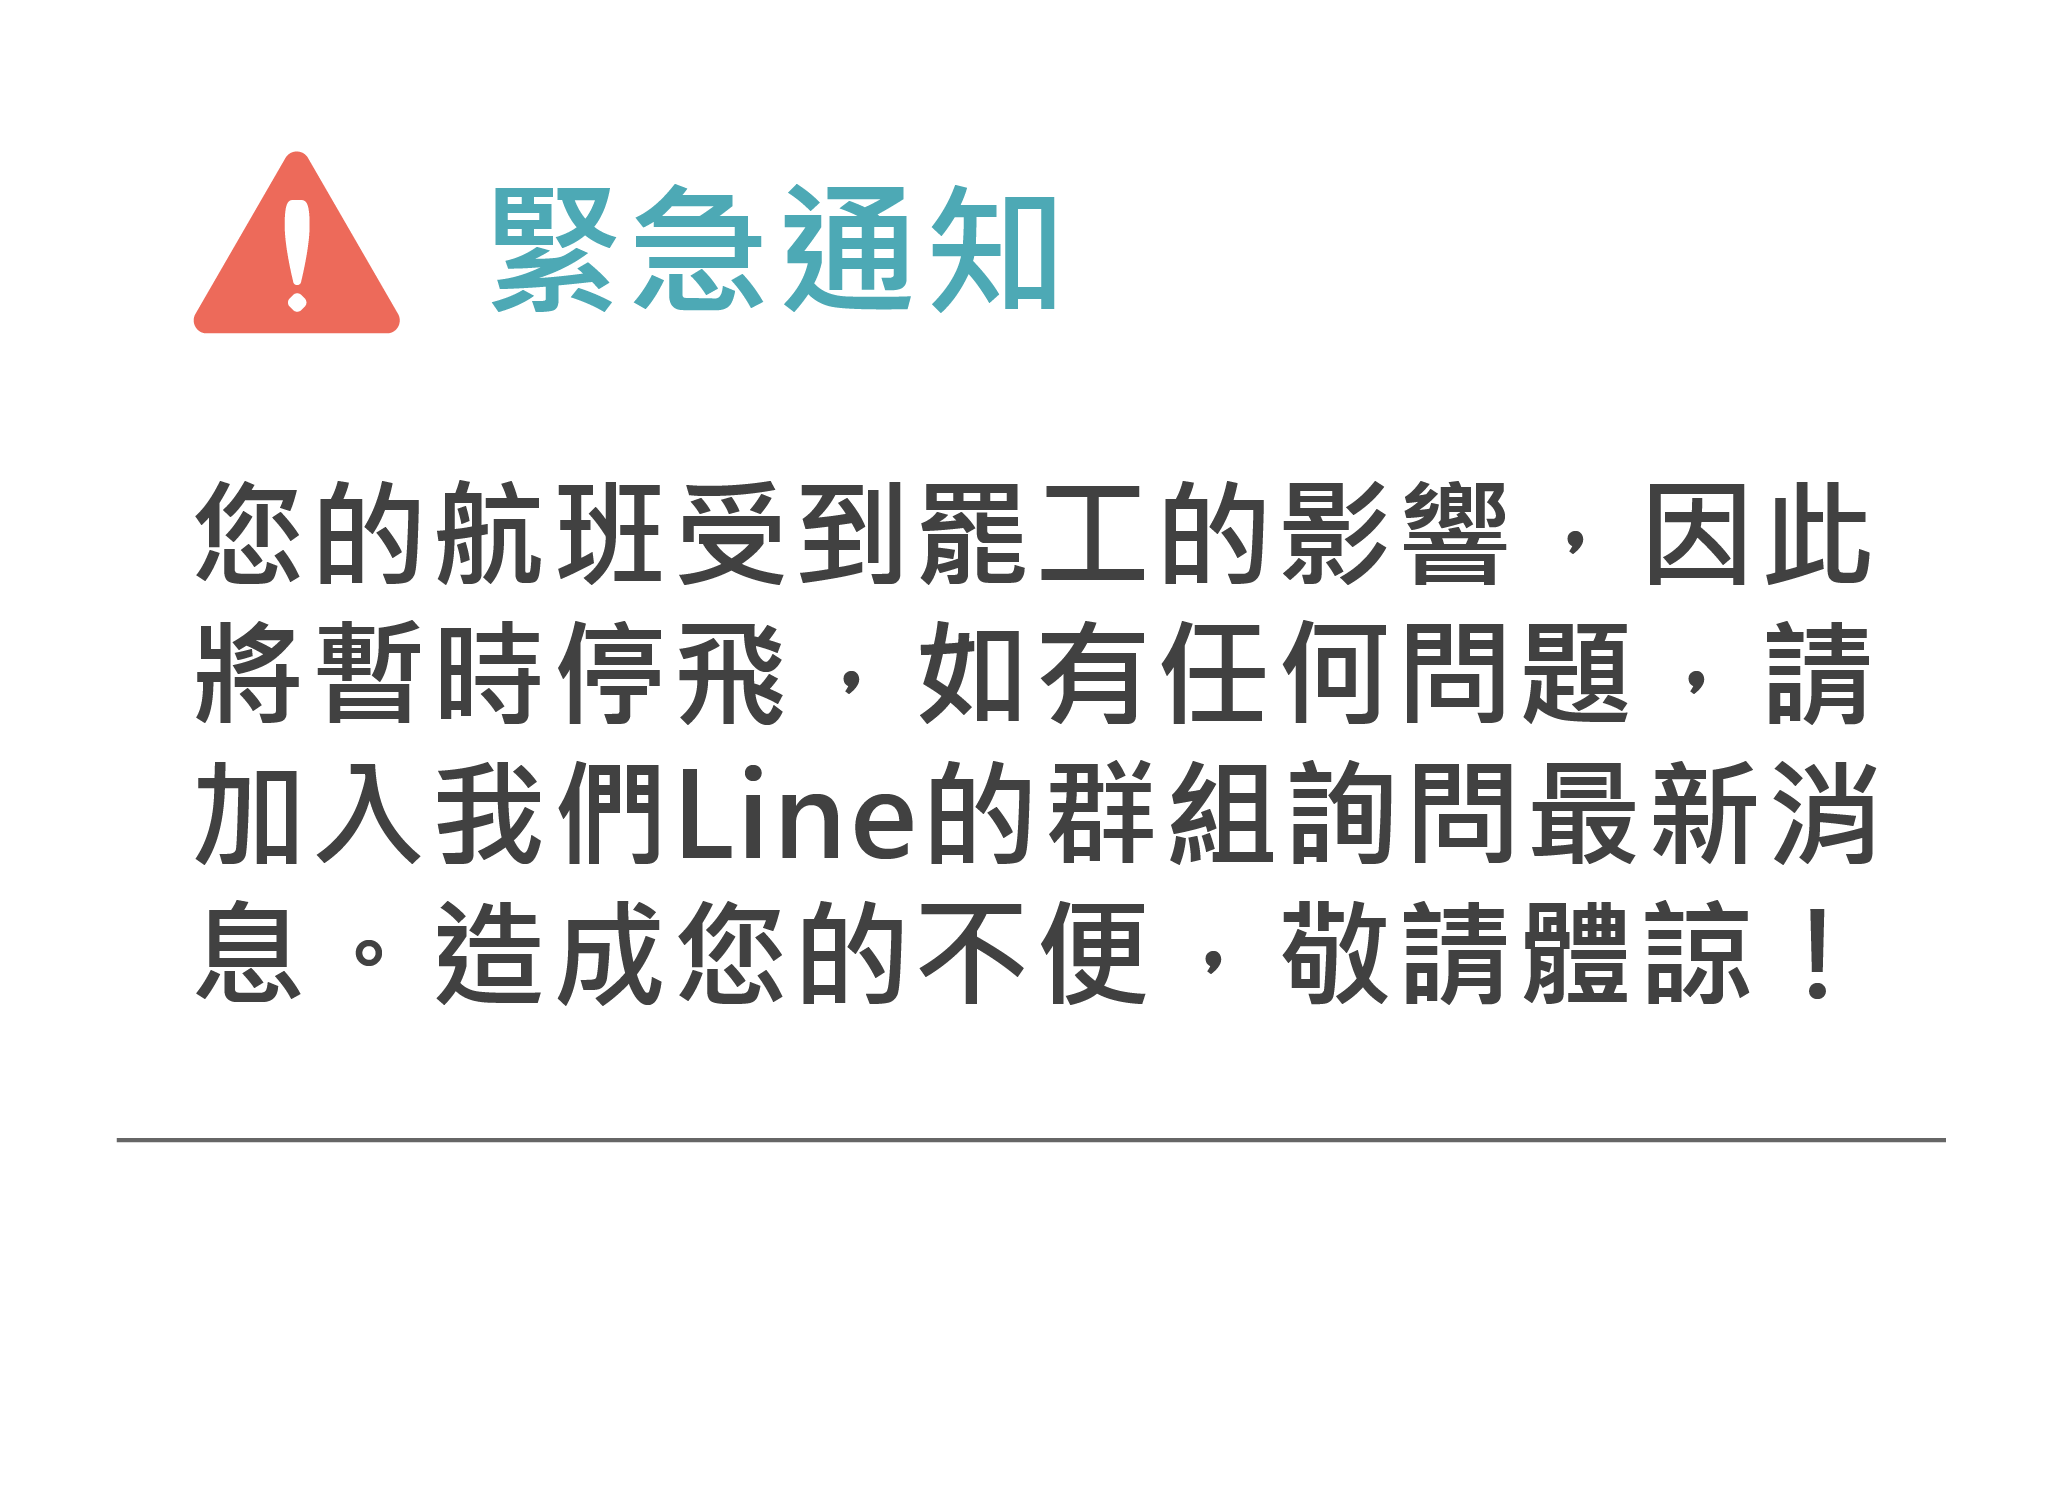 緊急通知
您的航班受到罷工的影響，因此
將暫時停飛，如有任何問題，請
加入我們Line的群組詢問最新消
息。造成您的不便，敬請體諒！